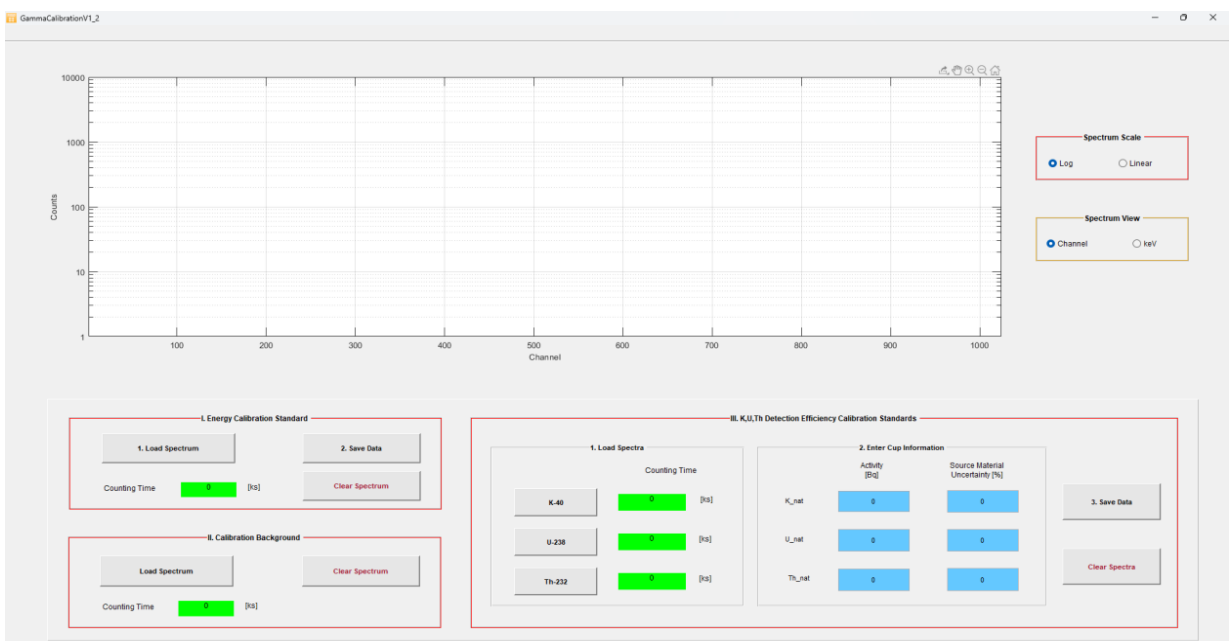 GammaCalibrationV1_2
10000
1000
100
10
1
Counts
100 200 300 400 500 600 700 800 900 1000
Channel
Spectrum Scale
Log Linear
Spectrum View
Channel keV
I. Energy Calibration Standard
1. Load Spectrum 2. Save Data
Counting Time 0 [ks] Clear Spectrum
II. Calibration Background
Load Spectrum Clear Spectrum
Counting Time 0 [ks]
III. K,U,Th Detection Efficiency Calibration Standards
1. Load Spectra
Counting Time
K-40 0 [ks]
U-238 0 [ks]
Th-232 0 [ks]
2. Enter Cup Information
Activity
[Bq]
Source Material
Uncertainty [%]
K_nat 0 0
U_nat 0 0
Th_nat 0 0
3. Save Data
Clear Spectra